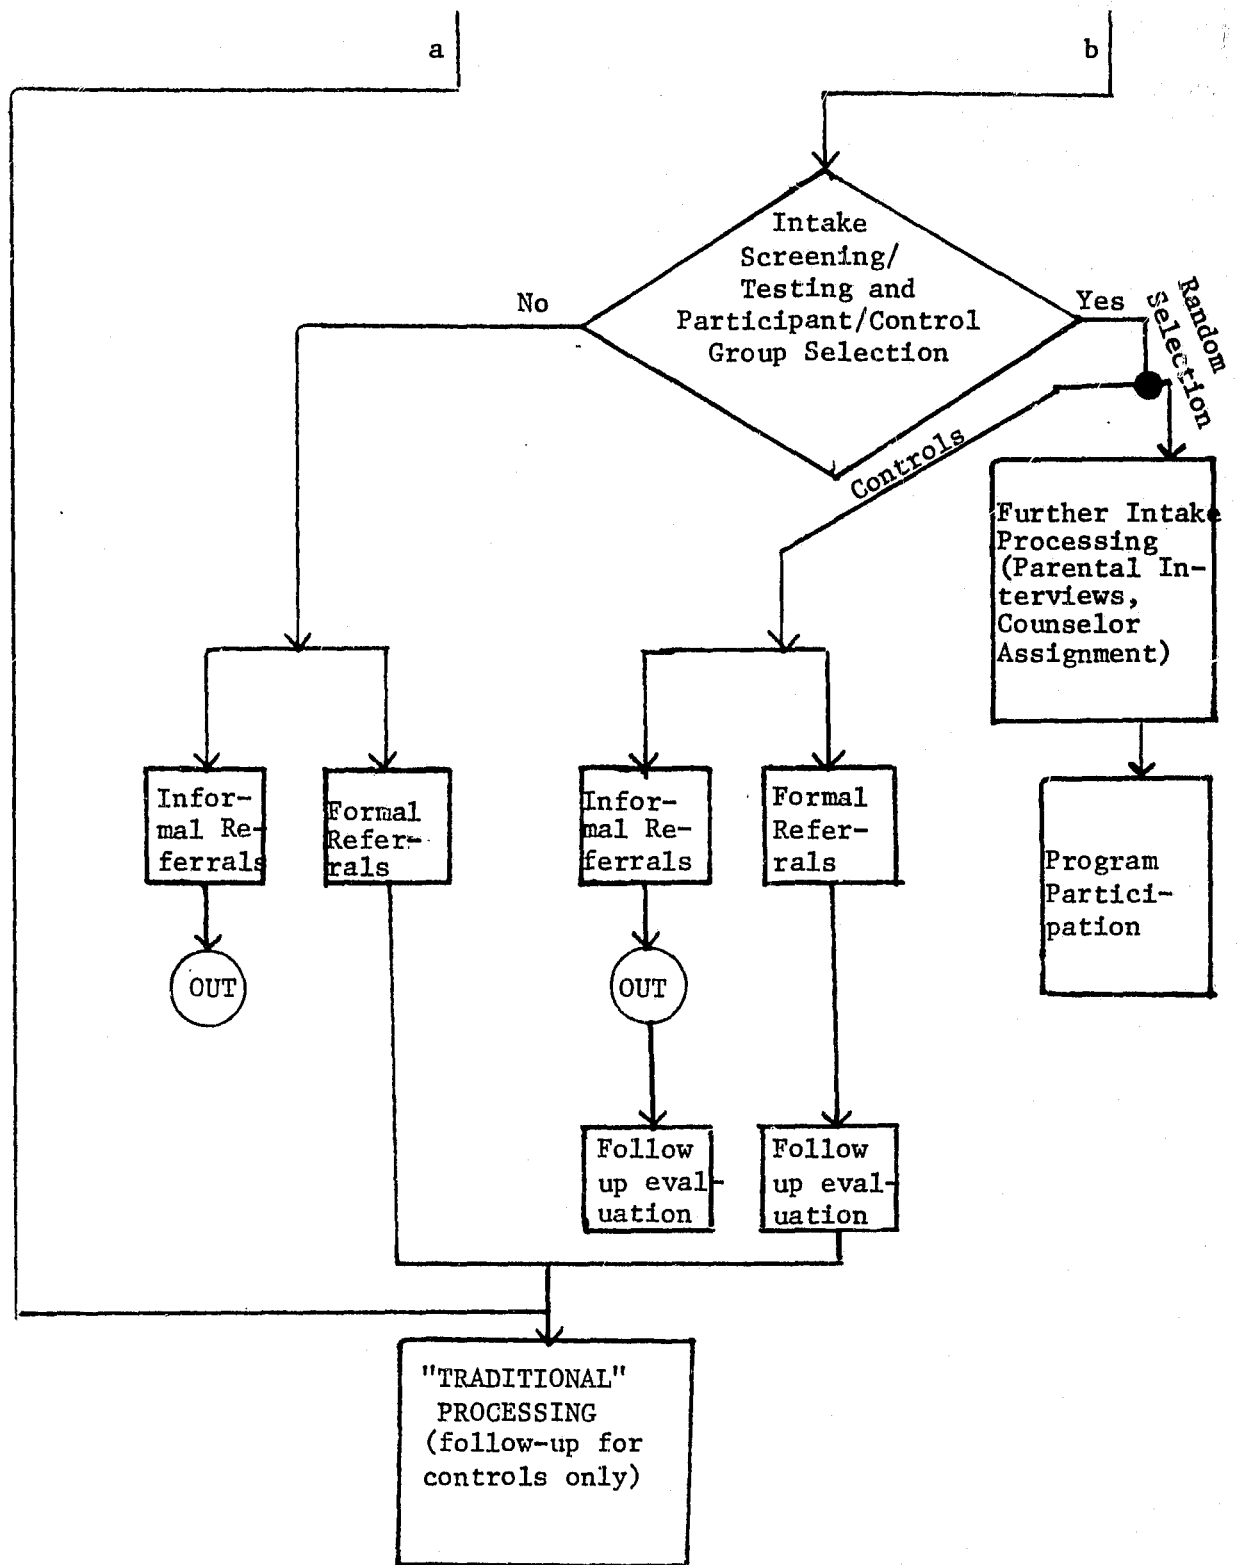 a
b
Intake
Screening/
Testing and
Participant/Control
Group Selection
No
Yes
Random
Selection
Controls
Further Intake
Processing
(Parental In-
terviews,
Counselor
Assignment)
Infor-
mal Re-
ferrals
Formal
Refer-
rals
Infor-
mal Re-
ferrals
Formal
Refer-
rals
Program
Partici-
pation
OUT
OUT
Follow
up eval-
uation
Follow
up eval-
uation
"TRADITIONAL"
PROCESSING
(follow-up for
controls only)